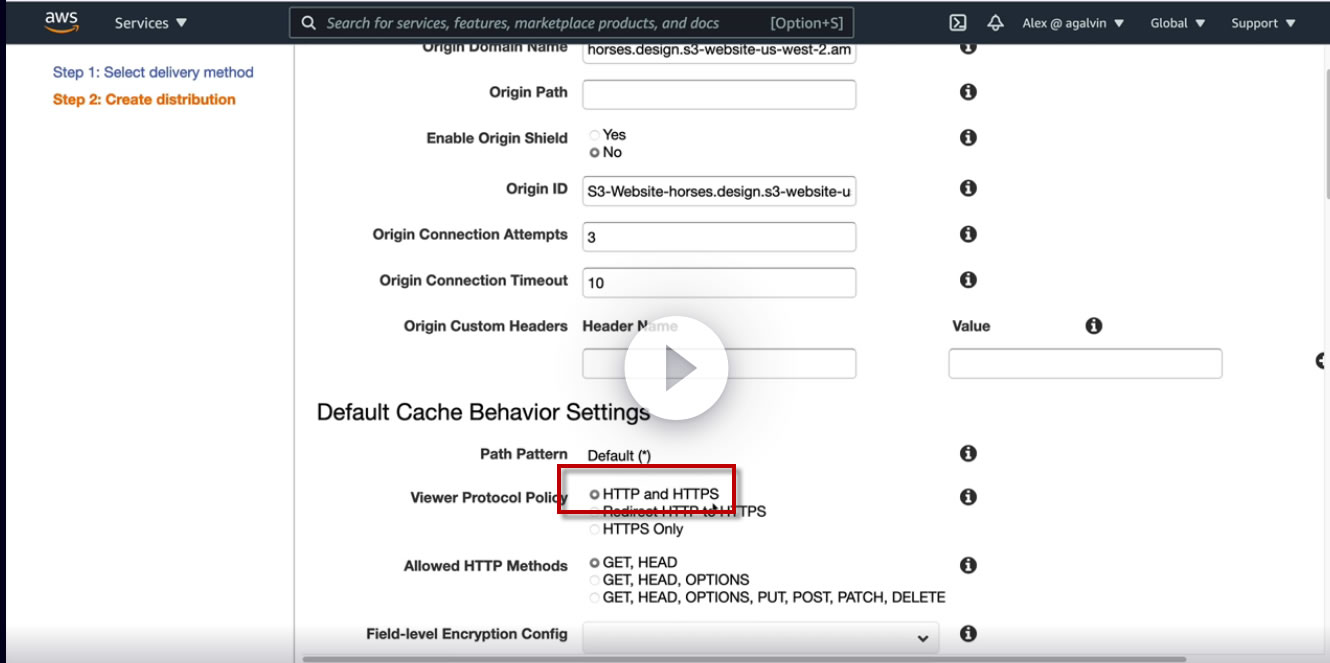 aws Services Search for services, features, marketplace products, and docs [Option+S] Alex @ agalvin Global Support
Step 1: Select delivery method
Step 2: Create distribution
Origin Domain Name horses.design.s3-website-us-west-2.am
Origin Path
Enable Origin Shield Yes
No
Origin ID S3-Website-horses.design.s3-website-u
Origin Connection Attempts 3
Origin Connection Timeout 10
Origin Custom Headers Header Name Value
Default Cache Behavior Settings
Path Pattern Default (*)
Viewer Protocol Policy HTTP and HTTPS
Redirect HTTP to HTTPS
HTTPS Only
Allowed HTTP Methods GET, HEAD
GET, HEAD, OPTIONS
GET, HEAD, OPTIONS, PUT, POST, PATCH, DELETE
Field-level Encryption Config